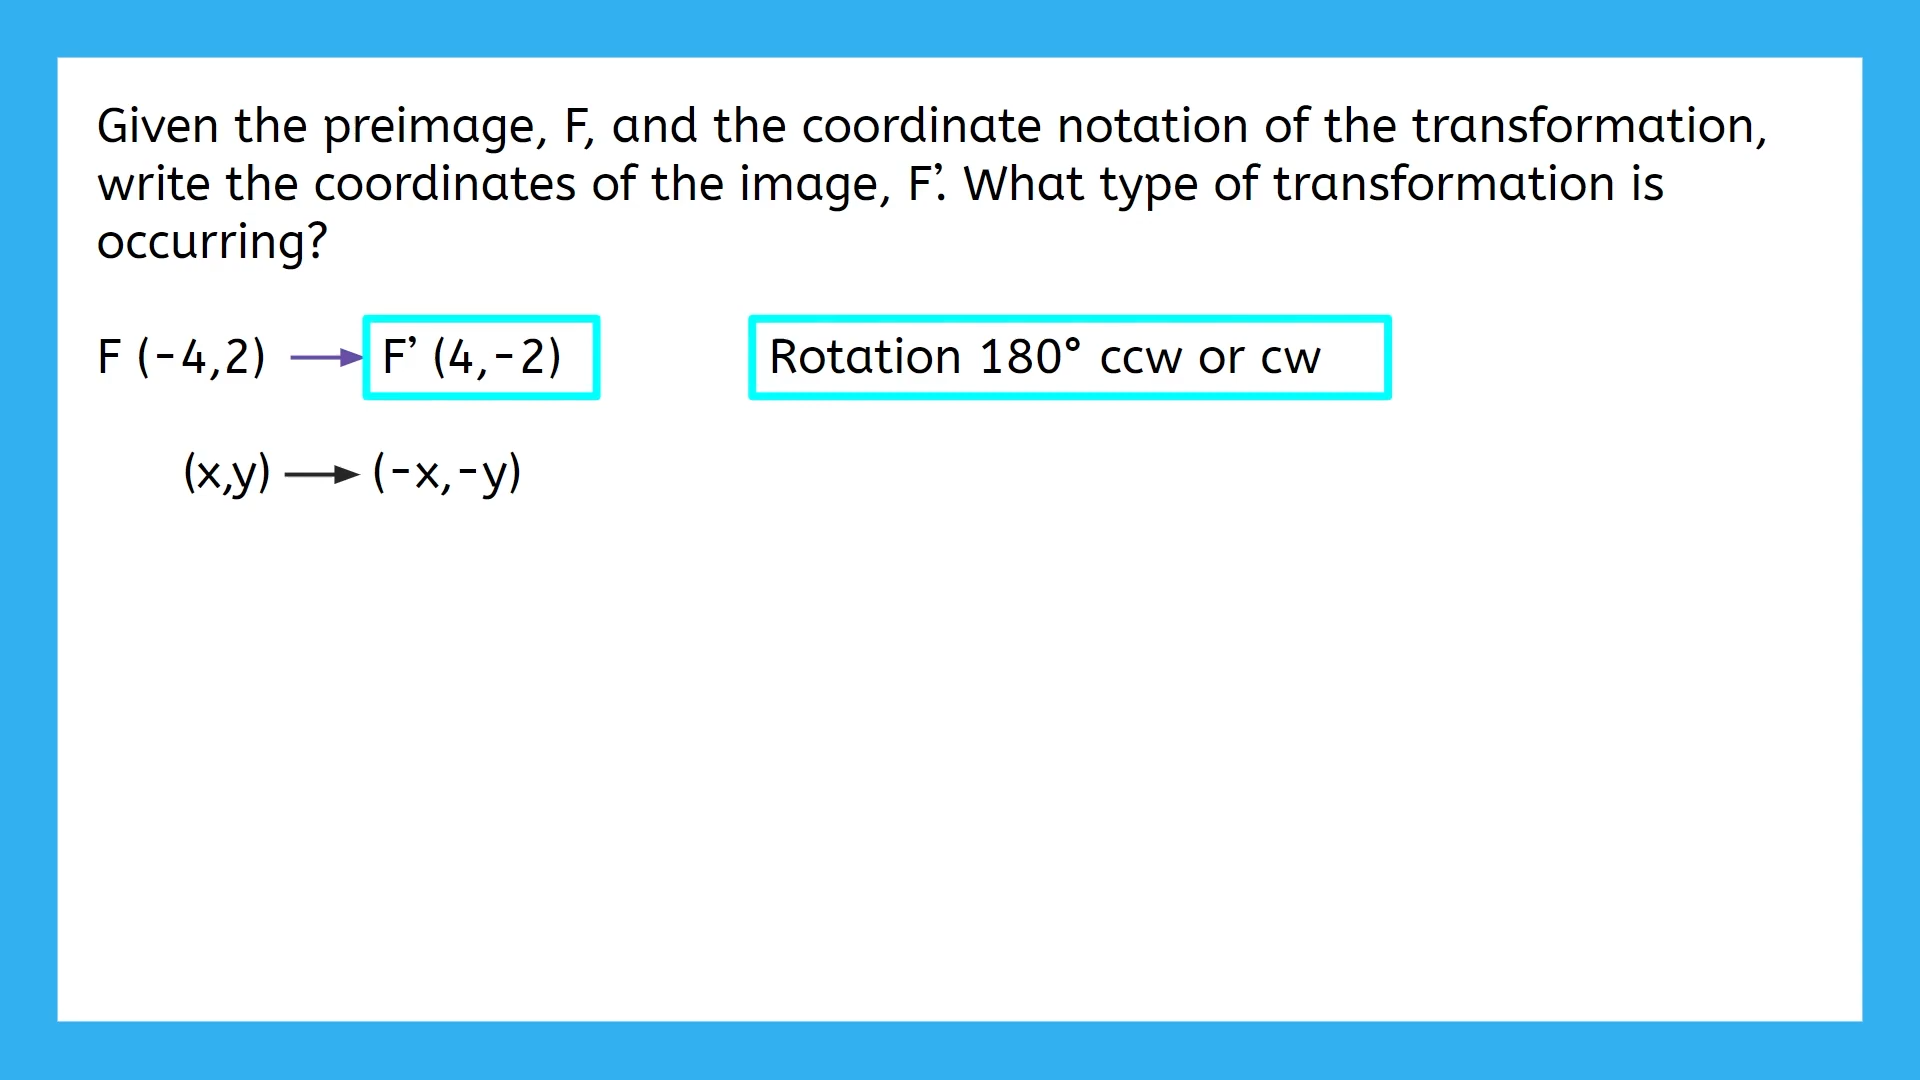 Given the preimage, F, and the coordinate notation of the transformation,
write the coordinates of the image, F’. What type of transformation is
occurring?
F (-4,2) → F’ (4,-2) Rotation 180° ccw or cw
(x,y) → (-x,-y)